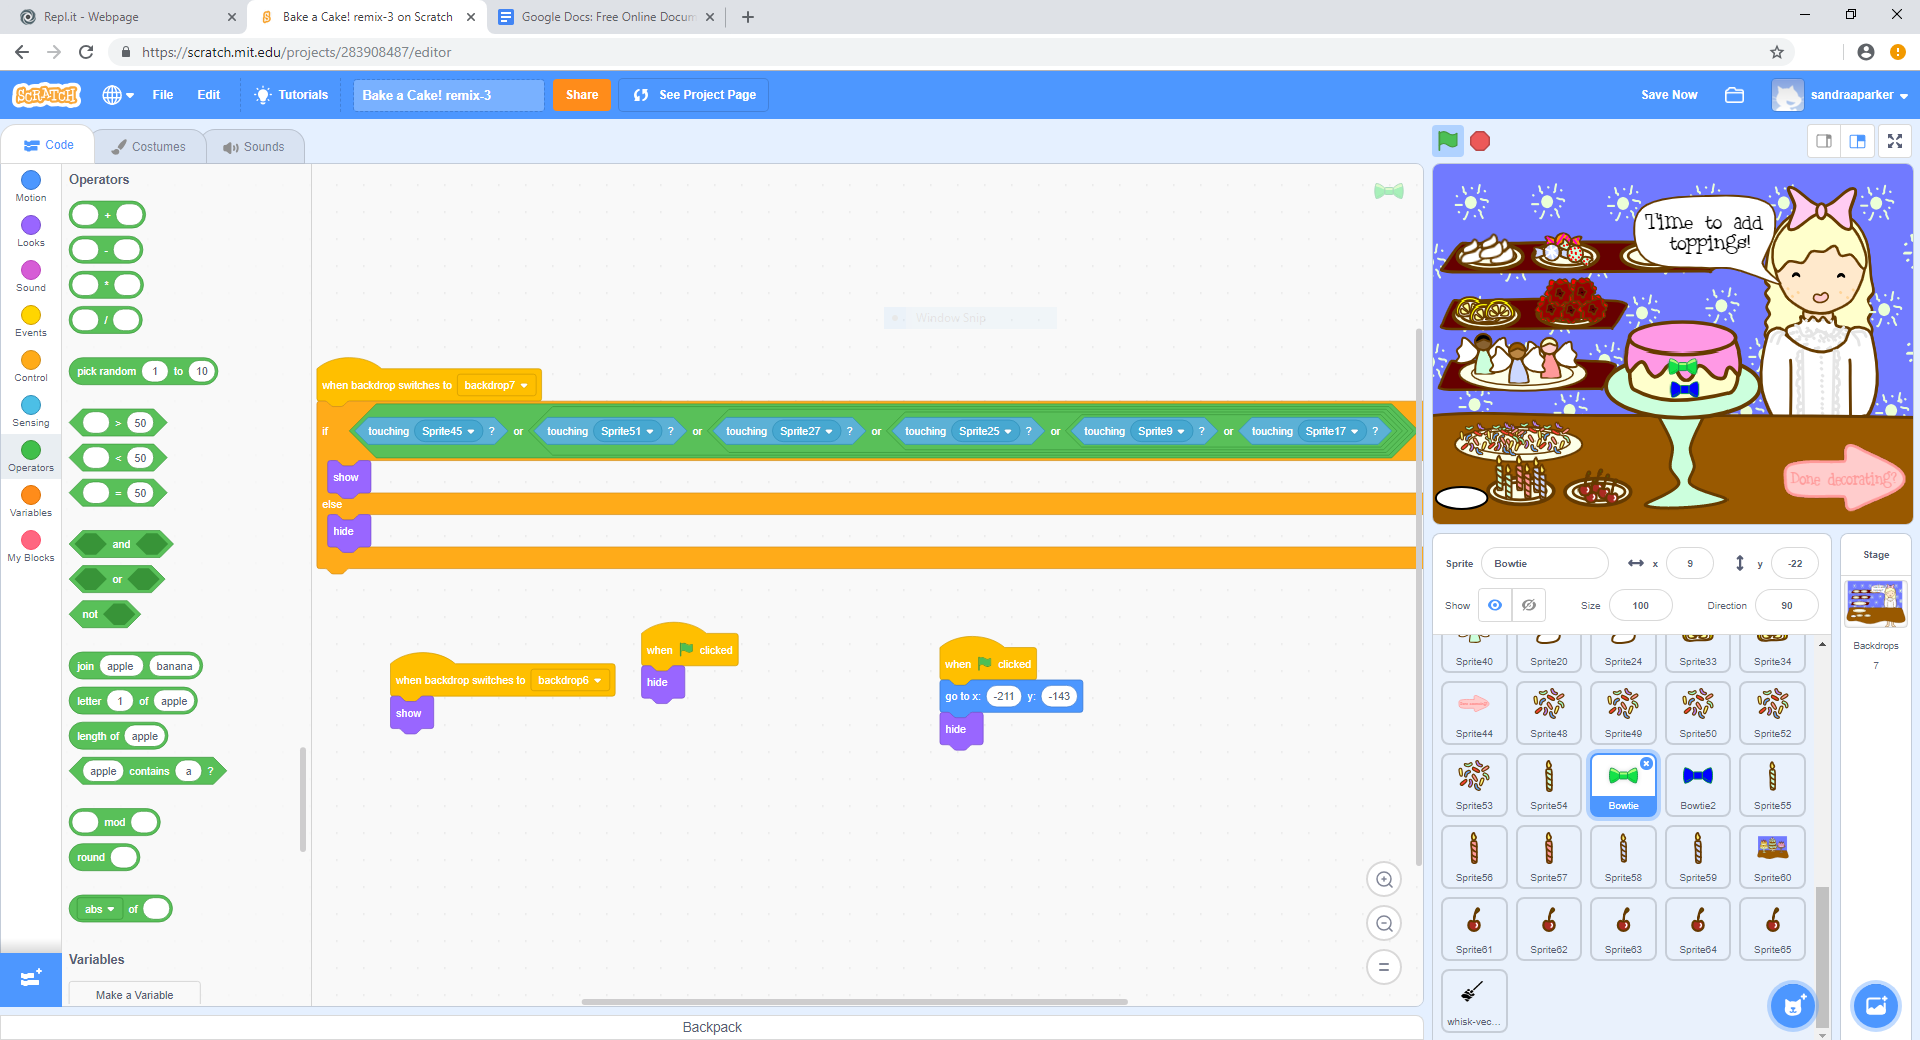 Repl.it - Webpage
Bake a Cake! remix-3 on Scratch
Google Docs: Free Online Docum
https://scratch.mit.edu/projects/283908487/editor
SCRATCH
File
Edit
Tutorials
Bake a Cake! remix-3
Share
See Project Page
Save Now
sandraaparker
Code
Costumes
Sounds
Motion
Looks
Sound
Events
Control
Sensing
Operators
Variables
My Blocks
Operators
+
-
*
/
pick random 1 to 10
> 50
< 50
= 50
and
or
not
join apple banana
letter 1 of apple
length of apple
apple contains a ?
mod
round
abs of
Variables
Make a Variable
Window Snip
when backdrop switches to backdrop7
if touching Sprite45 ? or touching Sprite51 ? or touching Sprite27 ? or touching Sprite25 ? or touching Sprite9 ? or touching Sprite17 ?
show
else
hide
when backdrop switches to backdrop6
show
when clicked
hide
when clicked
go to x: -211 y: -143
hide
Backpack
Time to add
toppings!
Done decorating?
Sprite Bowtie x 9 y -22
Show Size 100 Direction 90
Sprite40 Sprite20 Sprite24 Sprite33 Sprite34
Sprite44 Sprite48 Sprite49 Sprite50 Sprite52
Sprite53 Sprite54 Bowtie Bowtie2 Sprite55
Sprite56 Sprite57 Sprite58 Sprite59 Sprite60
Sprite61 Sprite62 Sprite63 Sprite64 Sprite65
whisk-vec...
Stage
Backdrops
7